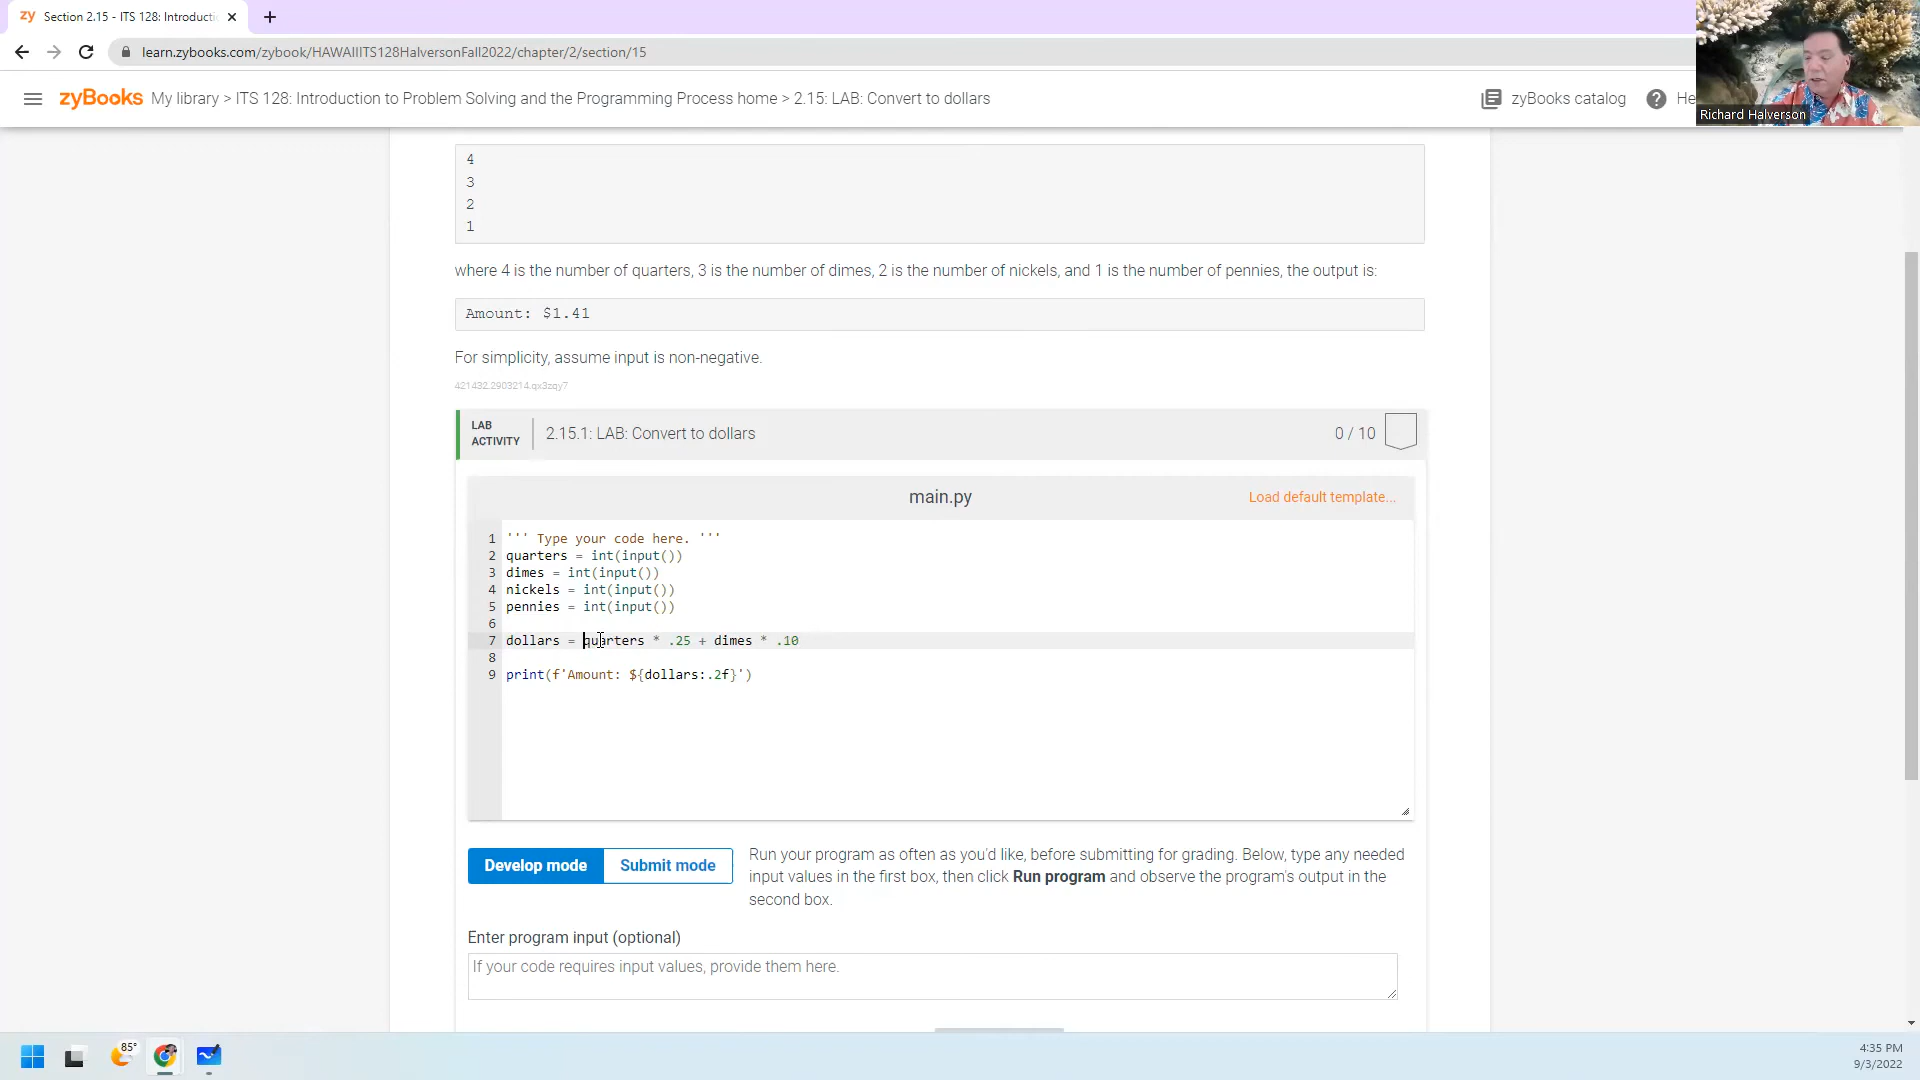 zy Section 2.15 - ITS 128: Introducti
learn.zybooks.com/zybook/HAWAIIITS128HalversonFall2022/chapter/2/section/15
zyBooks My library > ITS 128: Introduction to Problem Solving and the Programming Process home > 2.15: LAB: Convert to dollars
zyBooks catalog
? He
Richard Halverson
4
3
2
1
where 4 is the number of quarters, 3 is the number of dimes, 2 is the number of nickels, and 1 is the number of pennies, the output is:
Amount: $1.41
For simplicity, assume input is non-negative.
421432.2903214.qx3zqy7
LAB
ACTIVITY
2.15.1: LAB: Convert to dollars
0 / 10
main.py
Load default template...
1 ''' Type your code here. '''
2 quarters = int(input())
3 dimes = int(input())
4 nickels = int(input())
5 pennies = int(input())
6
7 dollars = quarters * .25 + dimes * .10
8
9 print(f'Amount: ${dollars:.2f}')
Develop mode
Submit mode
Run your program as often as you'd like, before submitting for grading. Below, type any needed
input values in the first box, then click Run program and observe the program's output in the
second box.
Enter program input (optional)
If your code requires input values, provide them here.
85°
4:35 PM
9/3/2022